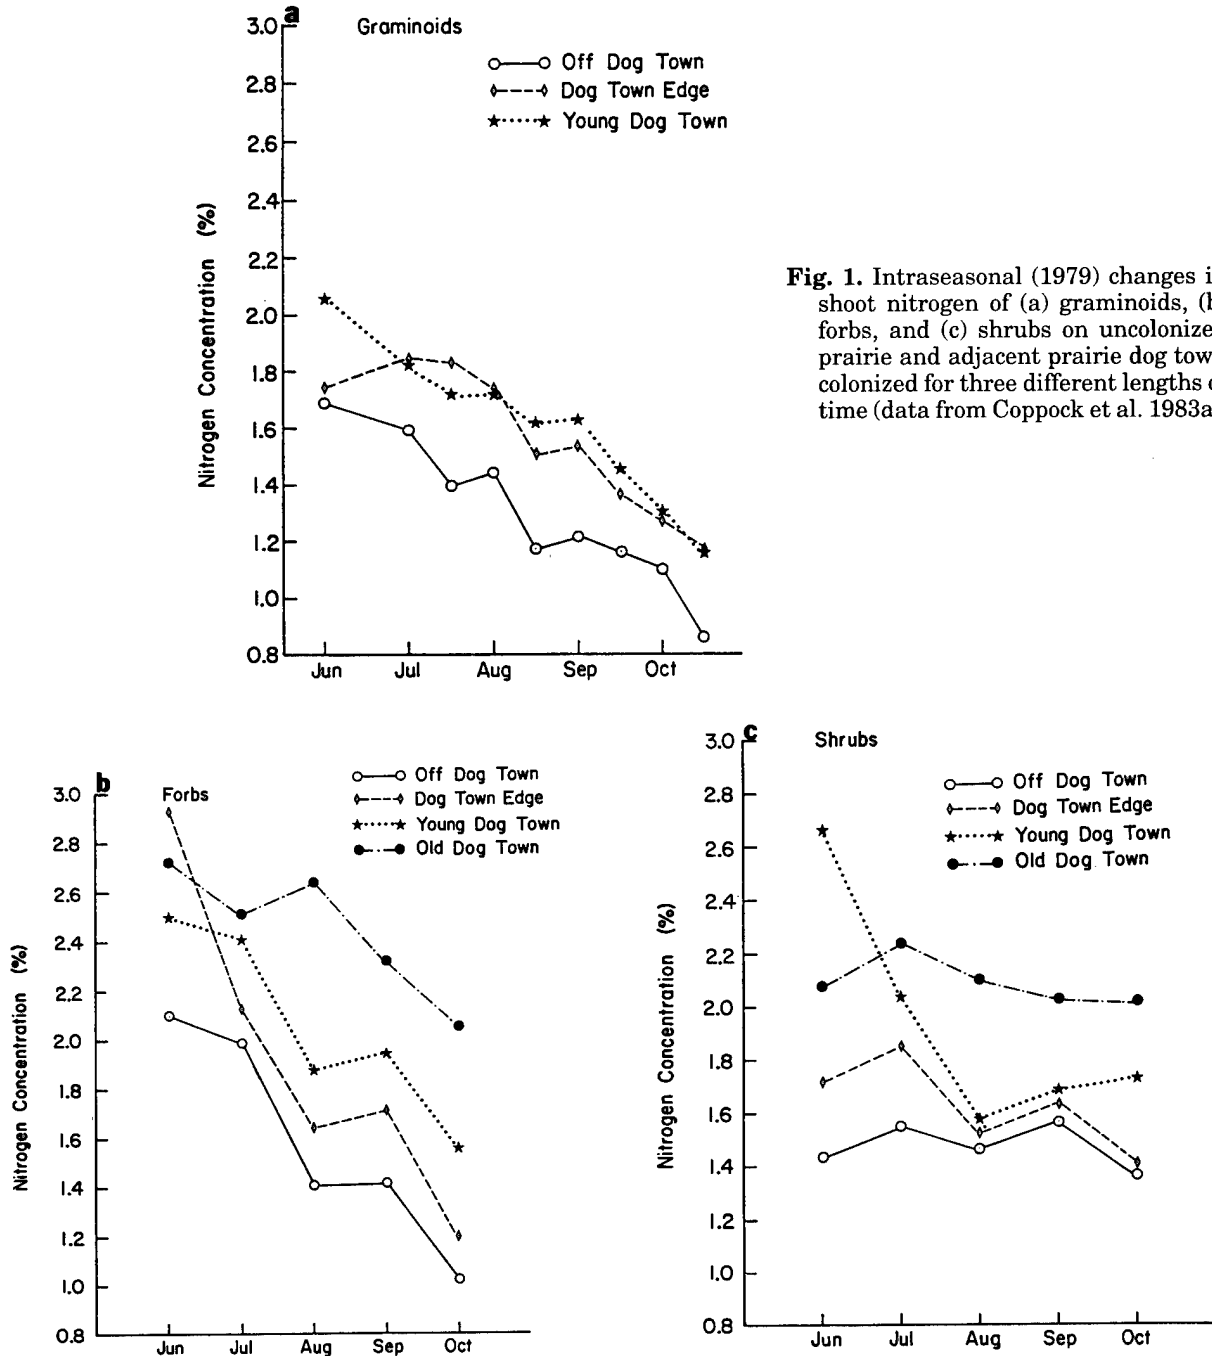 a
Graminoids
Off Dog Town
Dog Town Edge
Young Dog Town
Nitrogen Concentration (%)
3.0
2.8
2.6
2.4
2.2
2.0
1.8
1.6
1.4
1.2
1.0
0.8
Jun Jul Aug Sep Oct
Fig. 1. Intraseasonal (1979) changes i
shoot nitrogen of (a) graminoids, (b
forbs, and (c) shrubs on uncolonize
prairie and adjacent prairie dog tow
colonized for three different lengths o
time (data from Coppock et al. 1983a
b
Forbs
Off Dog Town
Dog Town Edge
Young Dog Town
Old Dog Town
Nitrogen Concentration (%)
3.0
2.8
2.6
2.4
2.2
2.0
1.8
1.6
1.4
1.2
1.0
0.8
Jun Jul Aug Sep Oct
c
Shrubs
Off Dog Town
Dog Town Edge
Young Dog Town
Old Dog Town
Nitrogen Concentration (%)
3.0
2.8
2.6
2.4
2.2
2.0
1.8
1.6
1.4
1.2
1.0
0.8
Jun Jul Aug Sep Oct